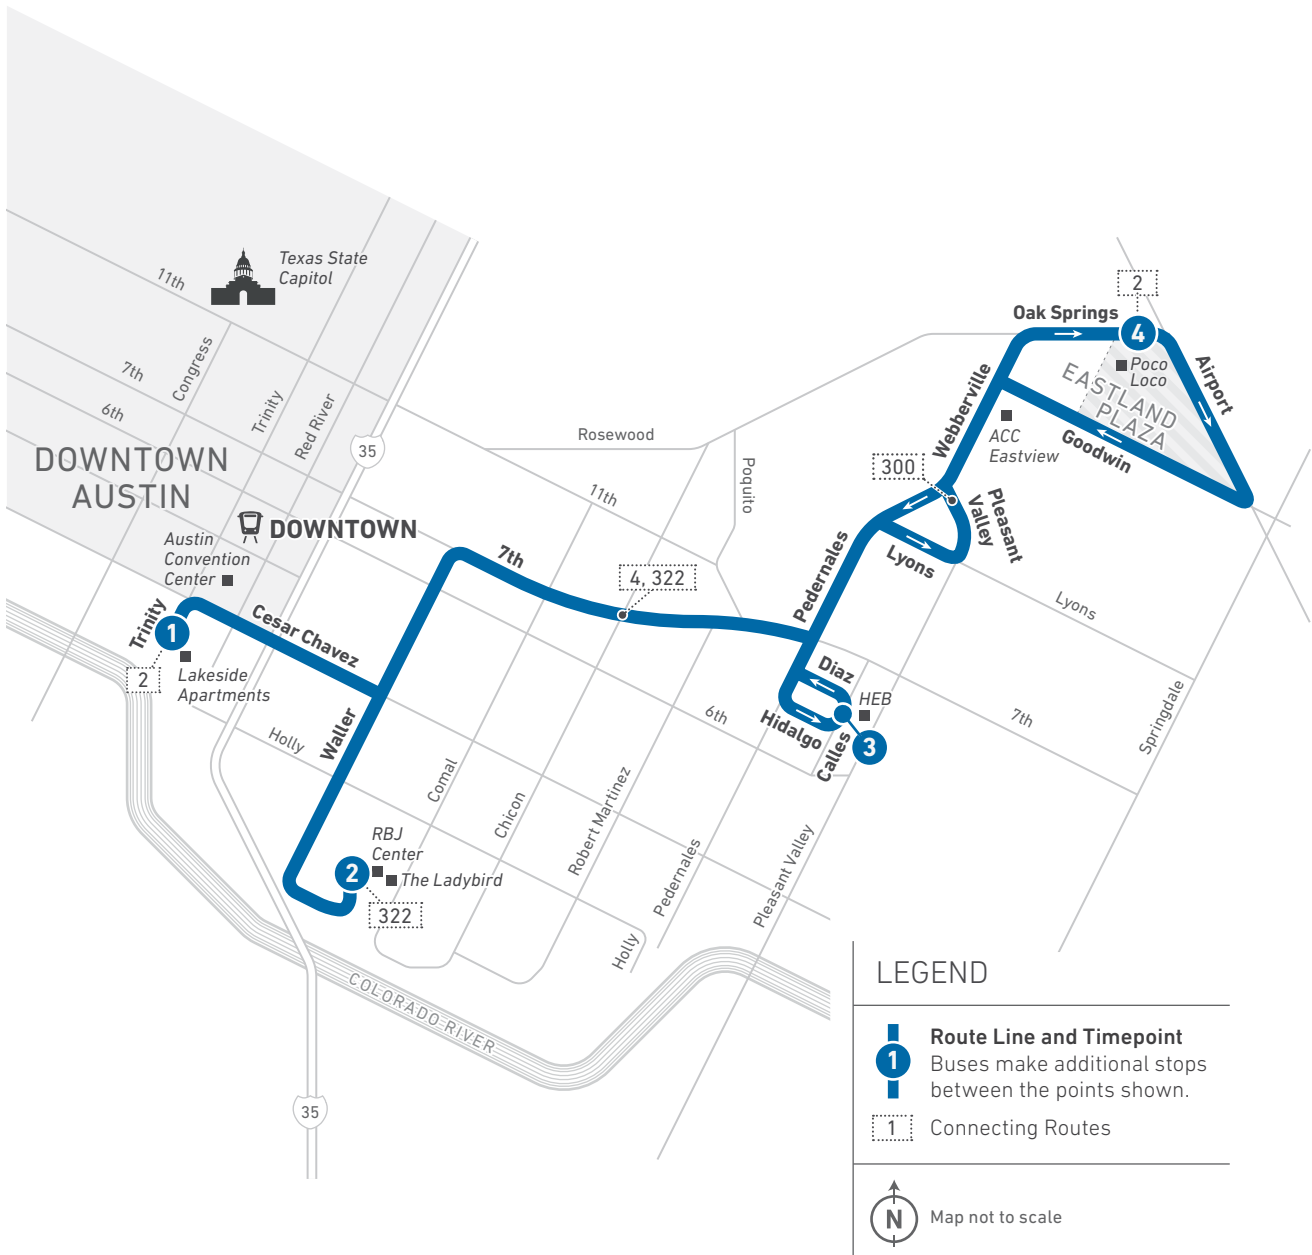 Texas State
Capitol
11th
7th
6th
Congress
Trinity
Red River
35
DOWNTOWN
AUSTIN
DOWNTOWN
Austin
Convention
Center
Trinity
1
2
Lakeside
Apartments
Cesar Chavez
Waller
Holly
7th
4, 322
11th
Rosewood
Poquito
2
Oak Springs
4
Poco
Loco
EASTLAND
PLAZA
Airport
Webberville
ACC
Eastview
Goodwin
300
Pleasant
Valley
Lyons
Lyons
Pedernales
Diaz
HEB
Hidalgo
Calles
3
6th
7th
Springdale
Comal
Chicon
Robert Martinez
Pedernales
Pleasant Valley
Holly
RBJ
Center
2
The Ladybird
322
COLORADO RIVER
35
LEGEND
Route Line and Timepoint
1
Buses make additional stops
between the points shown.
1
Connecting Routes
N
Map not to scale